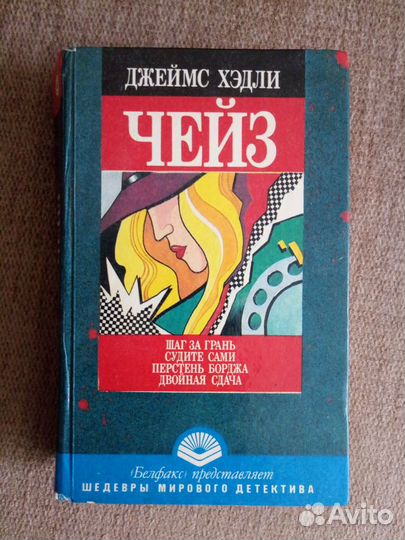 ДЖЕЙМС ХЭДЛИ
ЧЕЙЗ
ШАГ ЗА ГРАНЬ
СУДИТЕ САМИ
ПЕРСТЕНЬ БОРДЖА
ДВОЙНАЯ СДАЧА
«Белфакс» представляет
ШЕДЕВРЫ МИРОВОГО ДЕТЕКТИВА
Avito